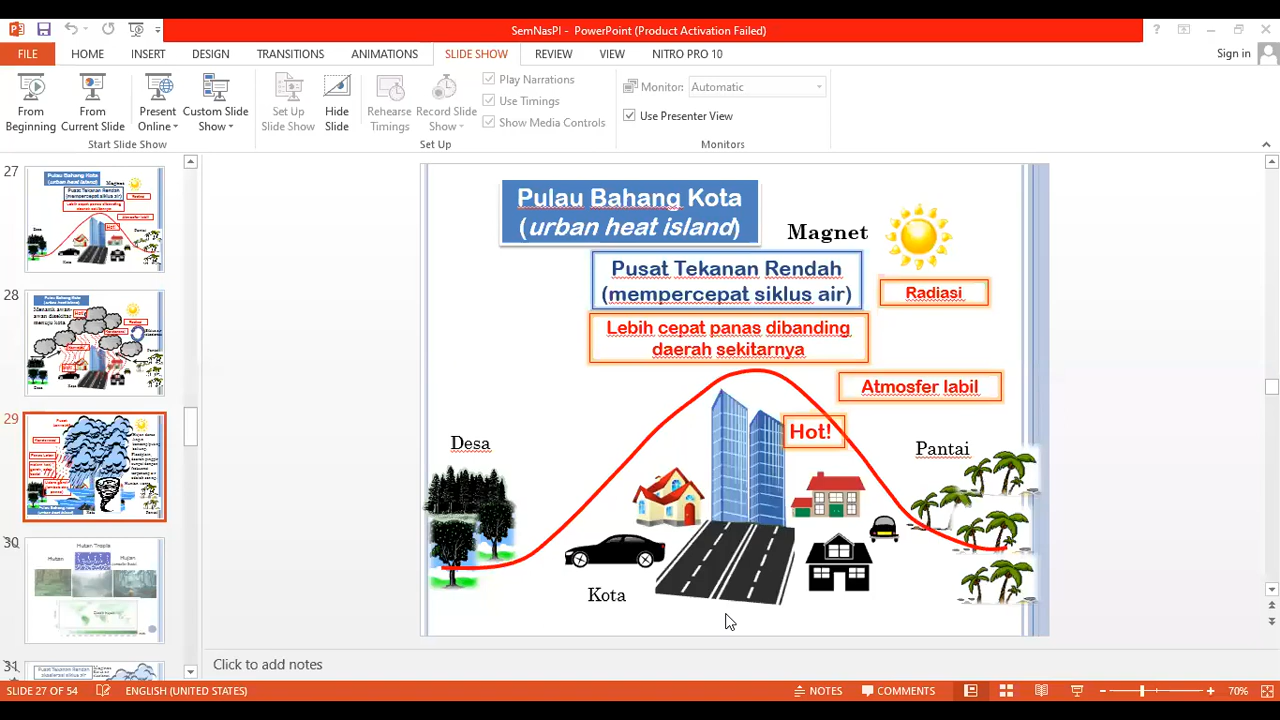 SemNasPI - PowerPoint (Product Activation Failed)
FILE HOME INSERT DESIGN TRANSITIONS ANIMATIONS SLIDE SHOW REVIEW VIEW NITRO PRO 10 Sign in
From Beginning
From Current Slide
Present Online
Custom Slide Show
Start Slide Show
Set Up Slide Show
Hide Slide
Rehearse Timings
Record Slide Show
Play Narrations
Use Timings
Show Media Controls
Set Up
Monitor: Automatic
Use Presenter View
Monitors
27
28
29
30
31
Pulau Bahang Kota
(urban heat island)
Magnet
Pusat Tekanan Rendah
(mempercepat siklus air)
Radiasi
Lebih cepat panas dibanding
daerah sekitarnya
Atmosfer labil
Hot!
Desa
Pantai
Kota
Click to add notes
SLIDE 27 OF 54 ENGLISH (UNITED STATES) NOTES COMMENTS 70%